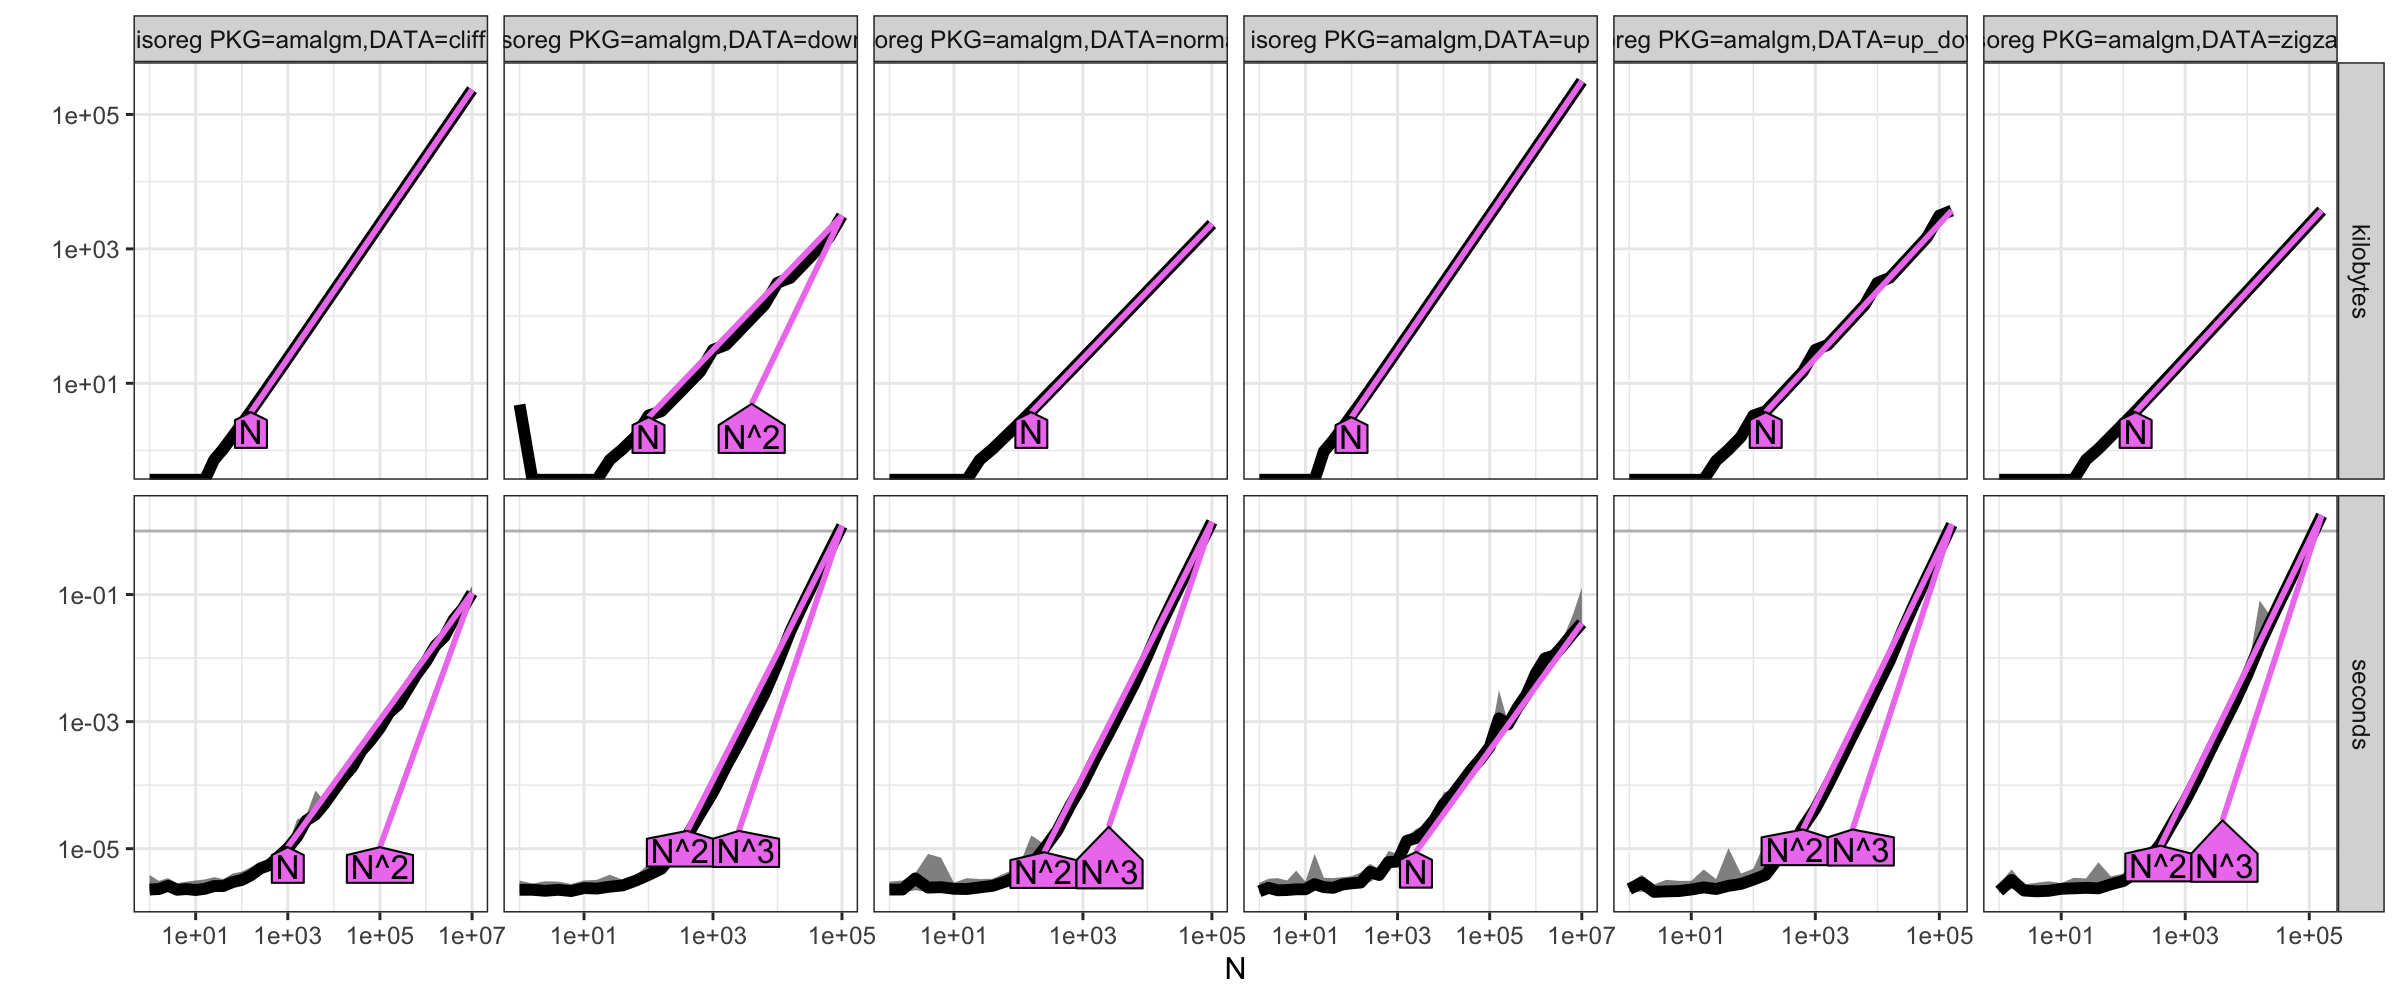 isoreg PKG=amalgm,DATA=cliff
soreg PKG=amalgm,DATA=down
oreg PKG=amalgm,DATA=norma
isoreg PKG=amalgm,DATA=up
reg PKG=amalgm,DATA=up_dow
soreg PKG=amalgm,DATA=zigza
1e+05
1e+03
1e+01
N
N
N^2
N
N
N
N
kilobytes
1e-01
1e-03
1e-05
N
N^2
N^2
N^3
N^2
N^3
N
N^2
N^3
N^2
N^3
seconds
1e+01
1e+03
1e+05
1e+07
1e+01
1e+03
1e+05
1e+01
1e+03
1e+05
1e+01
1e+03
1e+05
1e+07
1e+01
1e+03
1e+05
1e+01
1e+03
1e+05
N